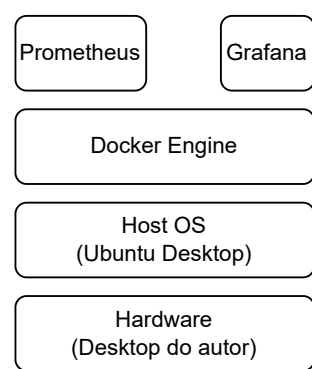 Prometheus
Grafana
Docker Engine
Host OS
(Ubuntu Desktop)
Hardware
(Desktop do autor)